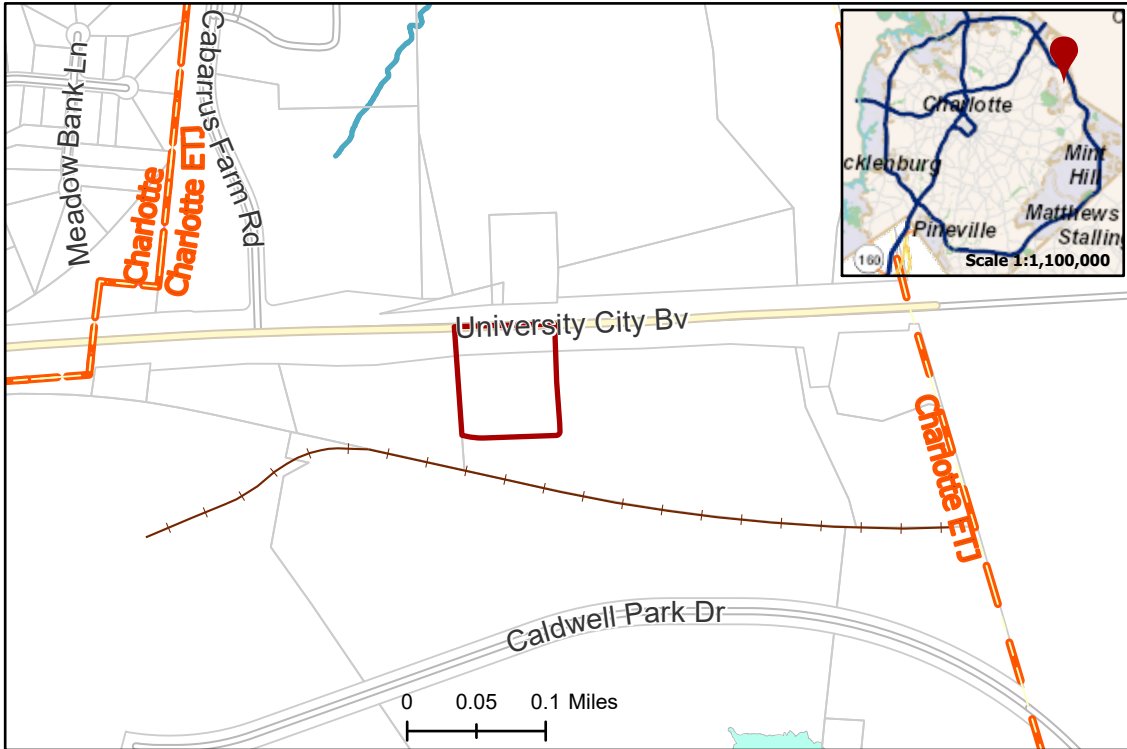 Meadow Bank Ln
Cabarrus Farm Rd
Charlotte
Charlotte ETJ
University City Bv
Charlotte ETJ
Caldwell Park Dr
0 0.05 0.1 Miles
Charlotte
cklenburg
Mint
Hill
Matthews
Pineville
Stalling
160
Scale 1:1,100,000